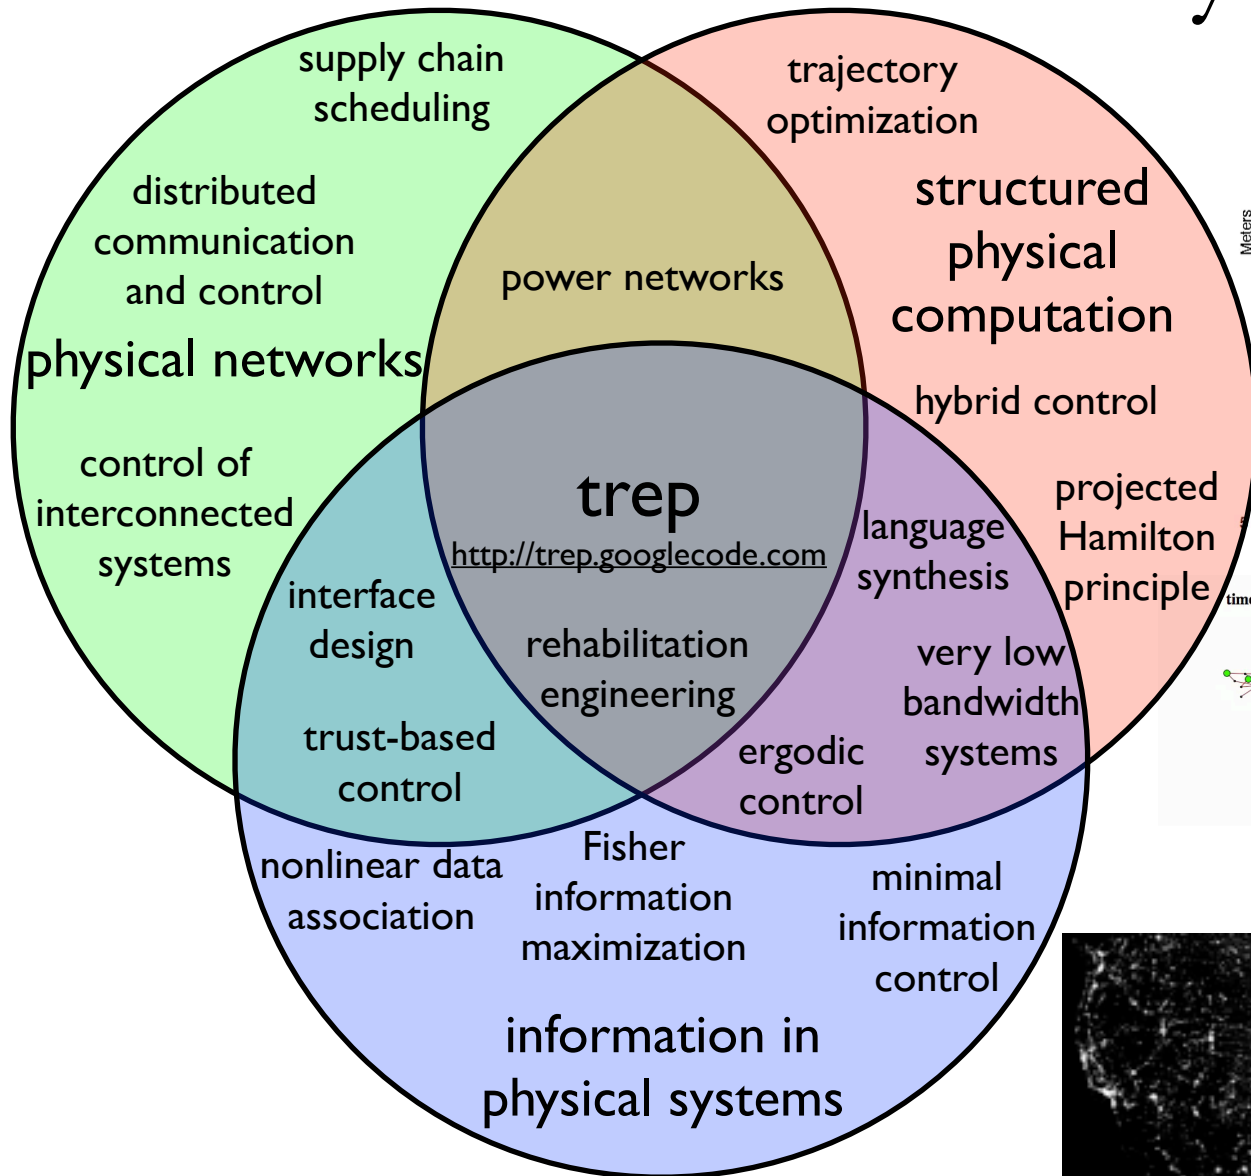 supply chain
scheduling
trajectory
optimization
distributed
communication
and control
structured
physical
computation
Meters
power networks
physical networks
hybrid control
control of
interconnected
systems
trep
http://trep.googlecode.com
language
synthesis
projected
Hamilton
principle
time
interface
design
rehabilitation
engineering
very low
bandwidth
systems
trust-based
control
ergodic
control
nonlinear data
association
Fisher
information
maximization
minimal
information
control
information in
physical systems